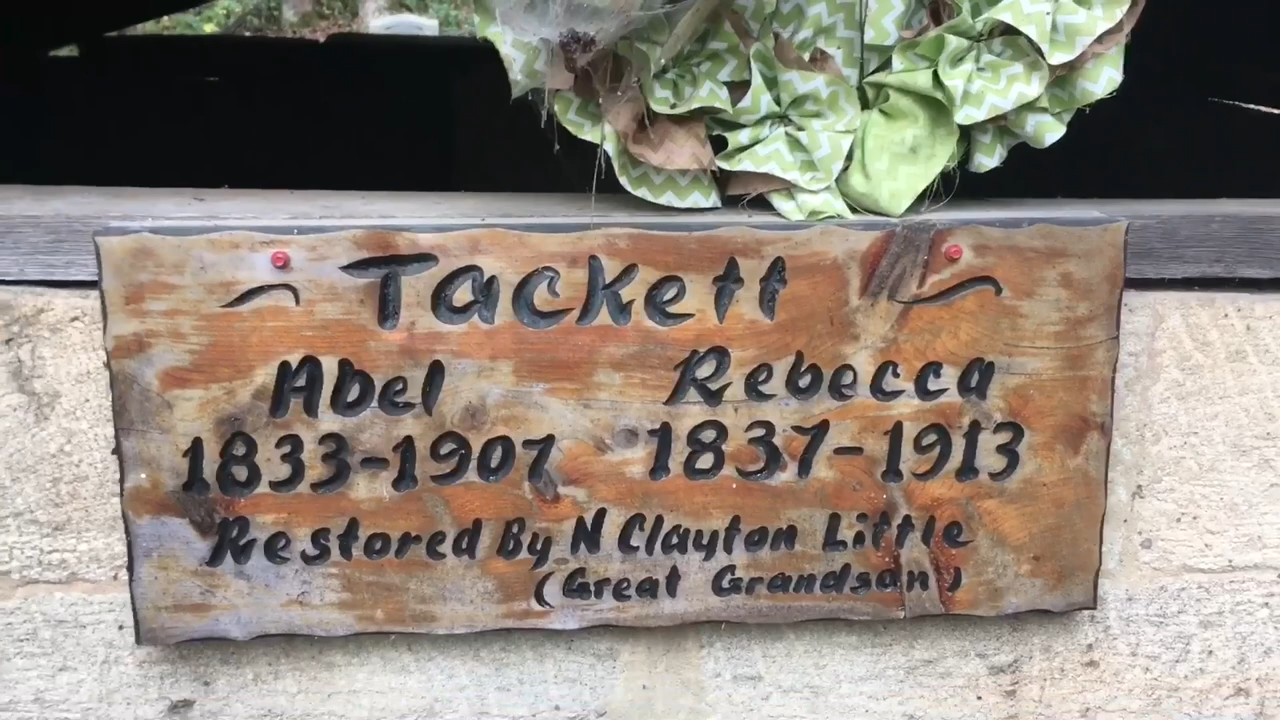 Tackett
Abel Rebecca
1833-1907 1837-1913
Restored By N Clayton Little
(Great Grandson)